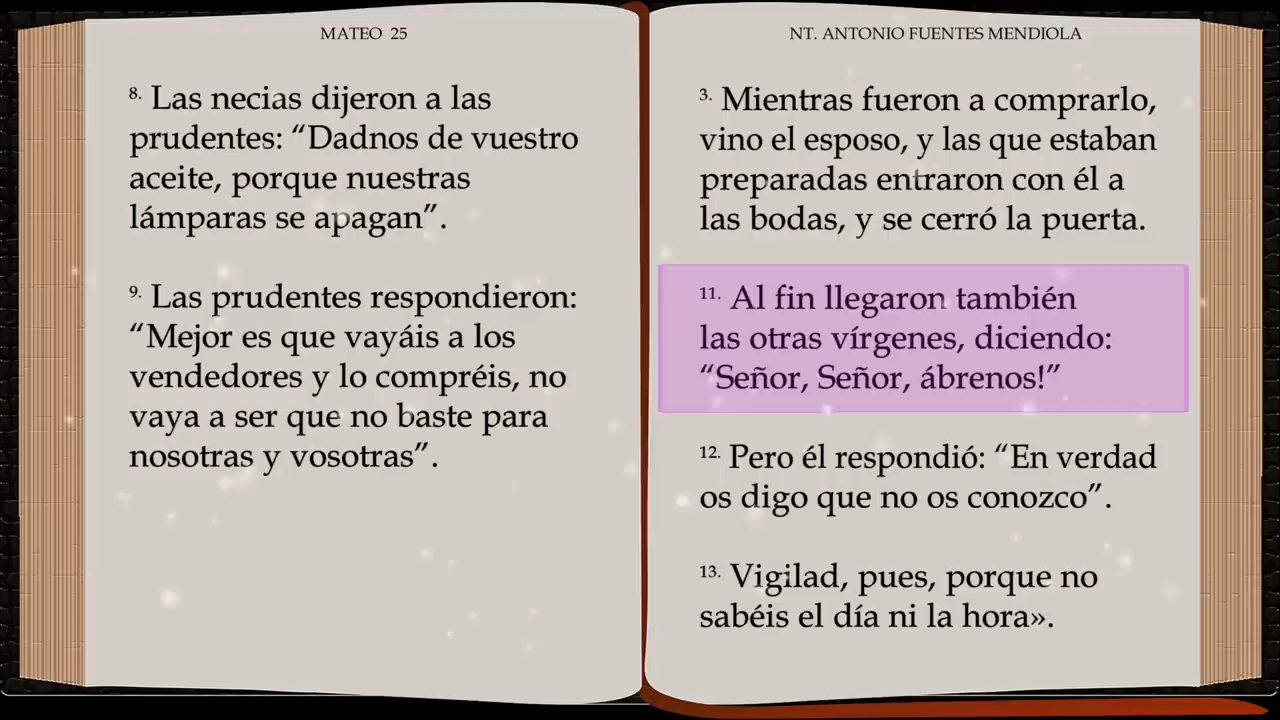 MATEO 25
8. Las necias dijeron a las
prudentes: “Dadnos de vuestro
aceite, porque nuestras
lámparas se apagan”.
9. Las prudentes respondieron:
“Mejor es que vayáis a los
vendedores y lo compréis, no
vaya a ser que no baste para
nosotras y vosotras”.
NT. ANTONIO FUENTES MENDIOLA
3. Mientras fueron a comprarlo,
vino el esposo, y las que estaban
preparadas entraron con él a
las bodas, y se cerró la puerta.
11. Al fin llegaron también
las otras vírgenes, diciendo:
“Señor, Señor, ábrenos!”
12. Pero él respondió: “En verdad
os digo que no os conozco”.
13. Vigilad, pues, porque no
sabéis el día ni la hora».